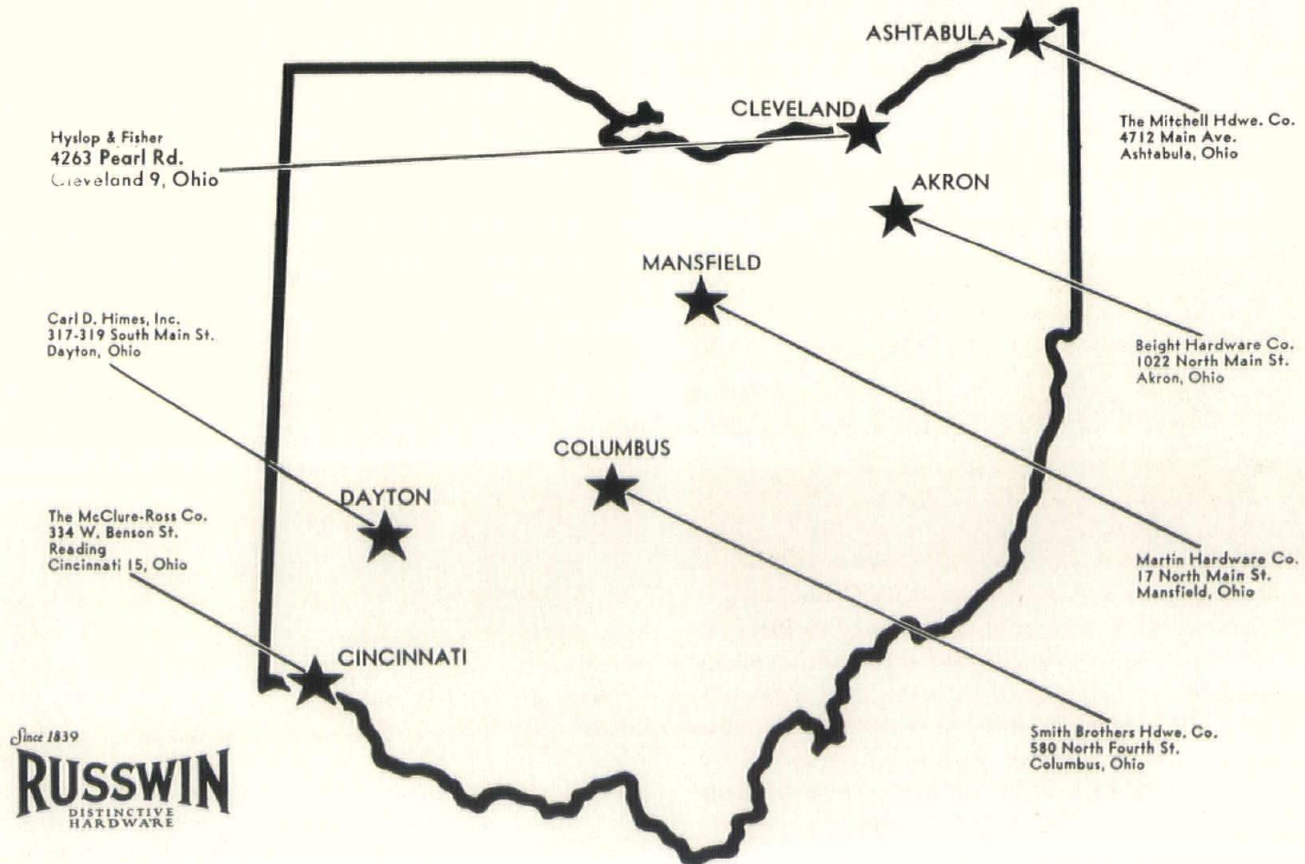 ASHTABULA
CLEVELAND
AKRON
MANSFIELD
COLUMBUS
DAYTON
CINCINNATI
Hyslop & Fisher
4263 Pearl Rd.
Cleveland 9, Ohio
Carl D. Himes, Inc.
317-319 South Main St.
Dayton, Ohio
The McClure-Ross Co.
334 W. Benson St.
Reading
Cincinnati 15, Ohio
The Mitchell Hdwe. Co.
4712 Main Ave.
Ashtabula, Ohio
Beight Hardware Co.
1022 North Main St.
Akron, Ohio
Martin Hardware Co.
17 North Main St.
Mansfield, Ohio
Smith Brothers Hdwe. Co.
580 North Fourth St.
Columbus, Ohio
Since 1839
RUSSWIN
DISTINCTIVE
HARDWARE